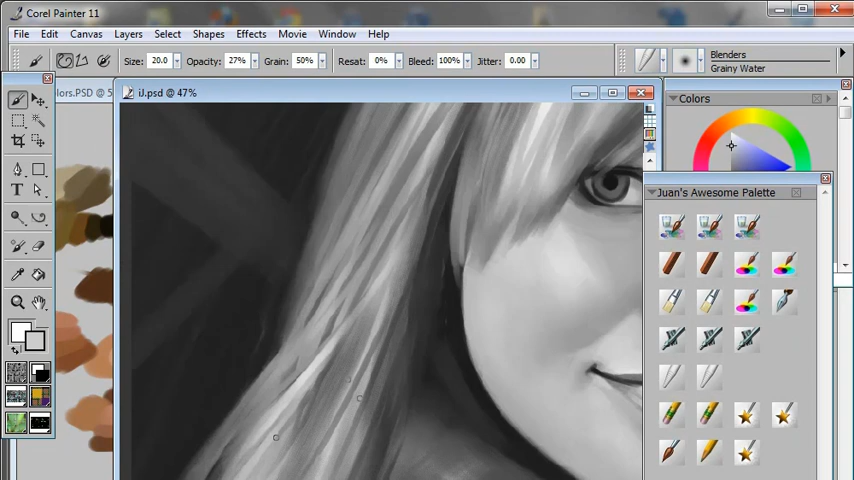 Corel Painter 11
File Edit Canvas Layers Select Shapes Effects Movie Window Help
Size: 20.0 Opacity: 27% Grain: 50% Resat: 0% Bleed: 100% Jitter: 0.00
Blenders
Grainy Water
lors.PSD @ 5
iJ.psd @ 47%
Colors
Juan's Awesome Palette
T